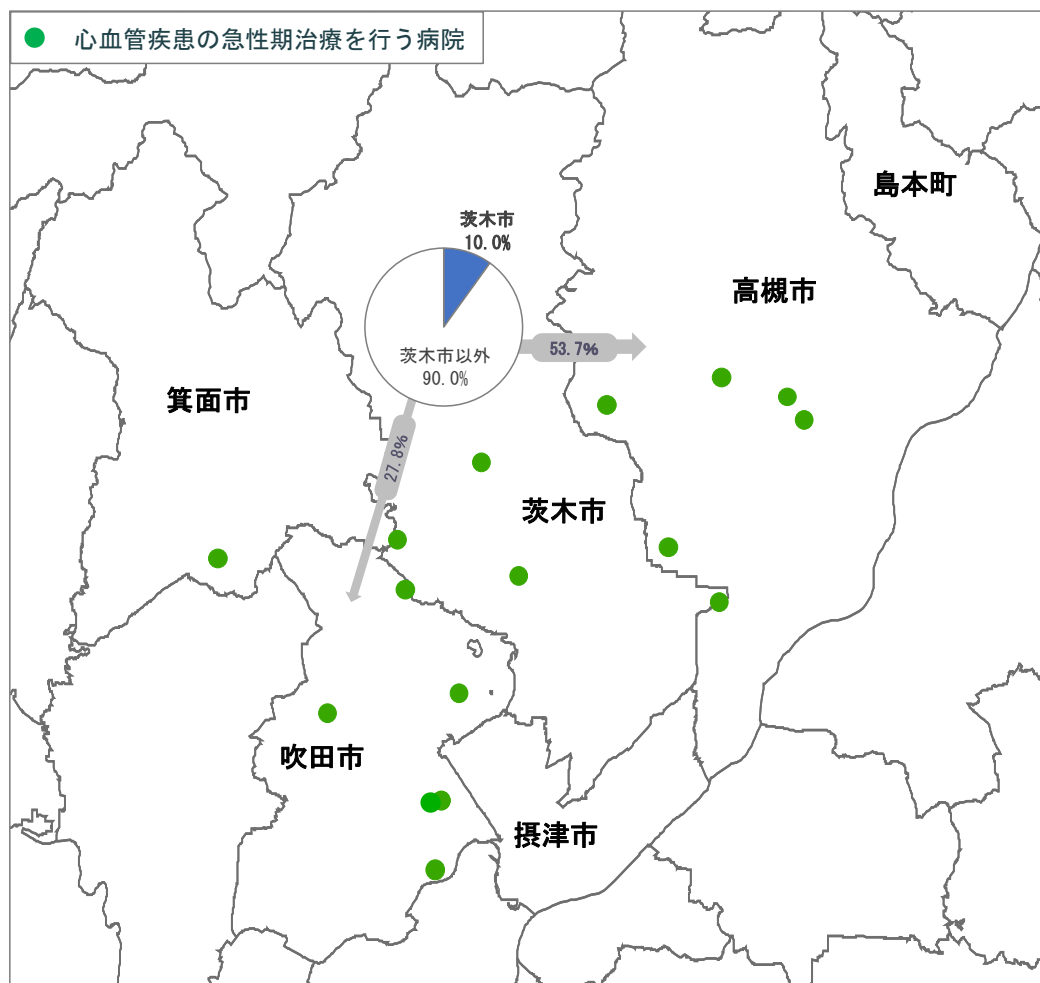 心血管疾患の急性期治療を行う病院
島本町
茨木市
10.0%
高槻市
茨木市以外
90.0%
53.7%
箕面市
27.8%
茨木市
吹田市
摂津市